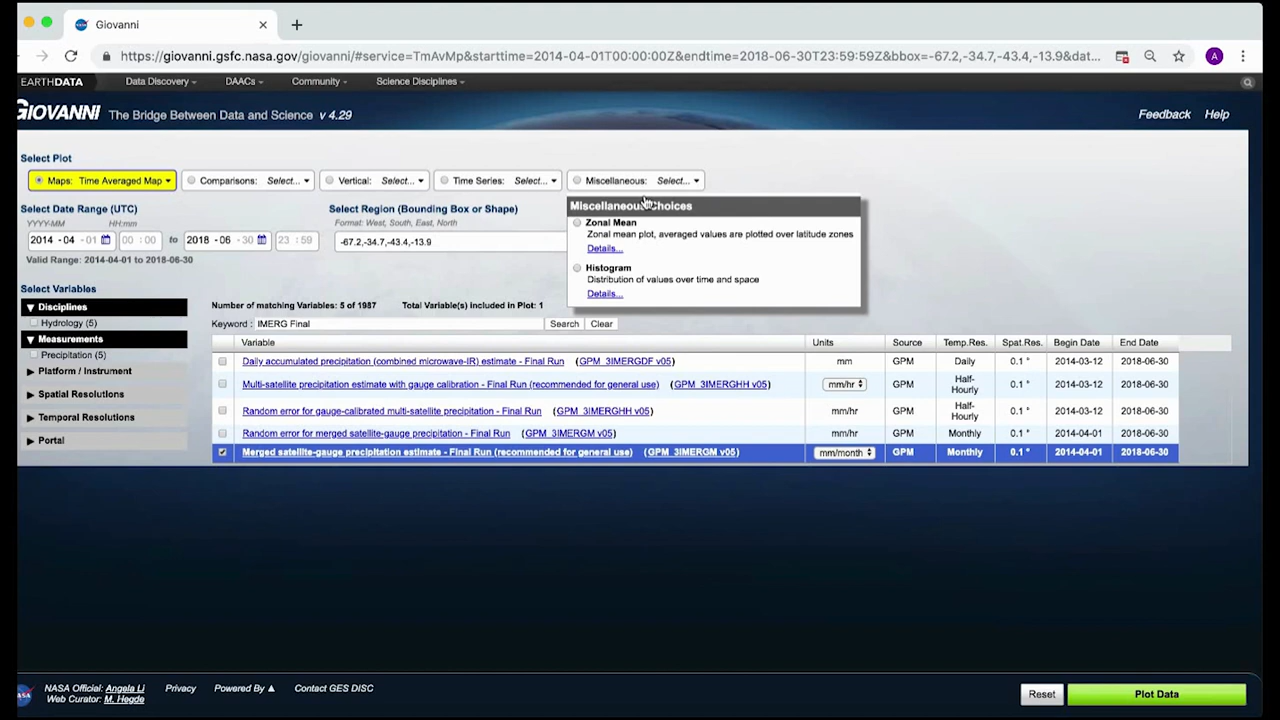 Giovanni
https://giovanni.gsfc.nasa.gov/giovanni/#service=TmAvMp&starttime=2014-04-01T00:00:00Z&endtime=2018-06-30T23:59:59Z&bbox=-67.2,-34.7,-43.4,-13.9&dat...
A
EARTHDATA Data Discovery DAACs Community Science Disciplines
GIOVANNI The Bridge Between Data and Science v 4.29 Feedback Help
Select Plot
Maps: Time Averaged Map Comparisons: Select... Vertical: Select... Time Series: Select... Miscellaneous: Select...
Select Date Range (UTC) Select Region (Bounding Box or Shape) Miscellaneous Choices
YYYY-MM HH:mm Format: West, South, East, North Zonal Mean
Zonal mean plot, averaged values are plotted over latitude zones
2014 - 04 - 01 00 : 00 to 2018 - 06 - 30 23 : 59 -67.2,-34.7,-43.4,-13.9 Details...
Valid Range: 2014-04-01 to 2018-06-30 Histogram
Distribution of values over time and space
Details...
Select Variables
Number of matching Variables: 5 of 1987 Total Variable(s) included in Plot: 1
Disciplines
Hydrology (5) Keyword : IMERG Final Search Clear
Measurements Variable Units Source Temp.Res. Spat.Res. Begin Date End Date
Precipitation (5) Daily accumulated precipitation (combined microwave-IR) estimate - Final Run (GPM_3IMERGDF v05) mm GPM Daily 0.1 ° 2014-03-12 2018-06-30
Platform / Instrument
Multi-satellite precipitation estimate with gauge calibration - Final Run (recommended for general use) (GPM_3IMERGHH v05) mm/hr GPM Half-Hourly 0.1 ° 2014-03-12 2018-06-30
Spatial Resolutions
Random error for gauge-calibrated multi-satellite precipitation - Final Run (GPM_3IMERGHH v05) mm/hr GPM Half-Hourly 0.1 ° 2014-03-12 2018-06-30
Temporal Resolutions
Random error for merged satellite-gauge precipitation - Final Run (GPM_3IMERGM v05) mm/hr GPM Monthly 0.1 ° 2014-04-01 2018-06-30
Portal
Merged satellite-gauge precipitation estimate - Final Run (recommended for general use) (GPM_3IMERGM v05) mm/month GPM Monthly 0.1 ° 2014-04-01 2018-06-30
NASA Official: Angela Li Privacy Powered By Contact GES DISC Reset Plot Data
Web Curator: M. Hegde